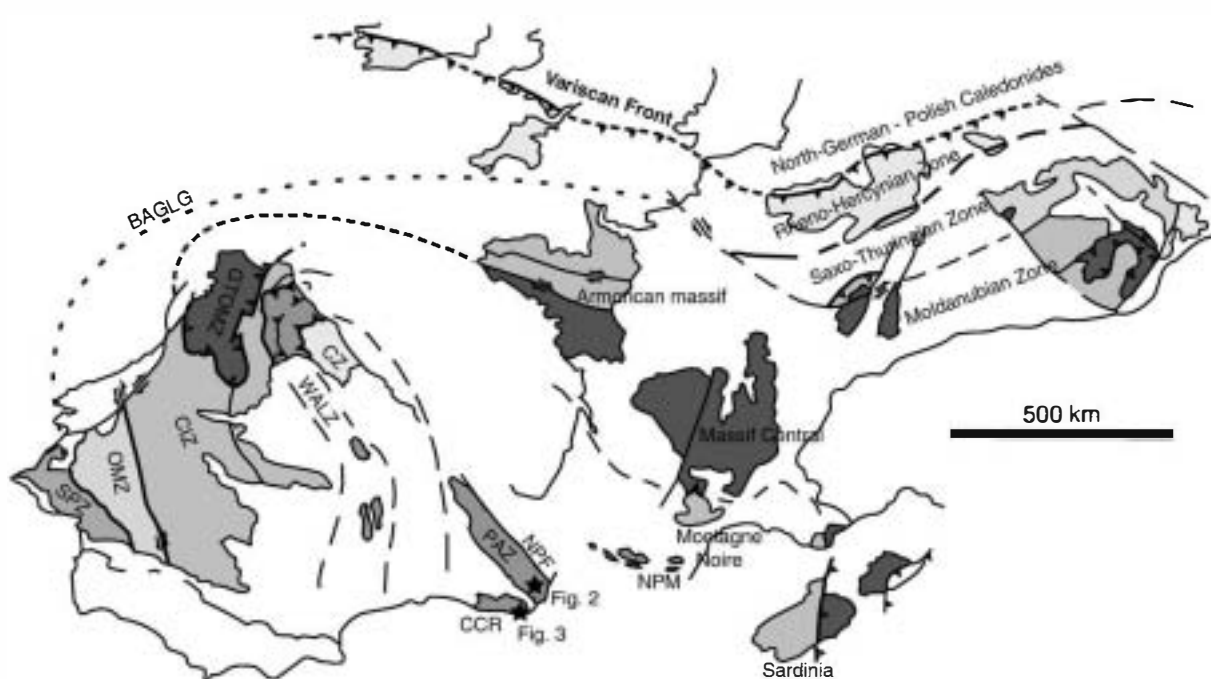 Variscan Front
North-German - Polish Caledonides
Rheno-Hercynian Zone
BAGLG
Saxo-Thuringian Zone
GTOMZ
Armorican massif
Moldanubian Zone
CZ
WALZ
500 km
CIZ
Massif Central
OMZ
SPZ
Montagne
Noire
PAZ
NPF
NPM
Fig. 2
CCR
Fig. 3
Sardinia